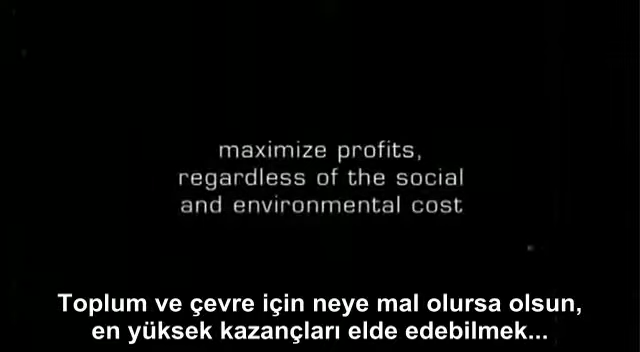 maximize profits,
regardless of the social
and environmental cost
Toplum ve çevre için neye mal olursa olsun,
en yüksek kazançları elde edebilmek...